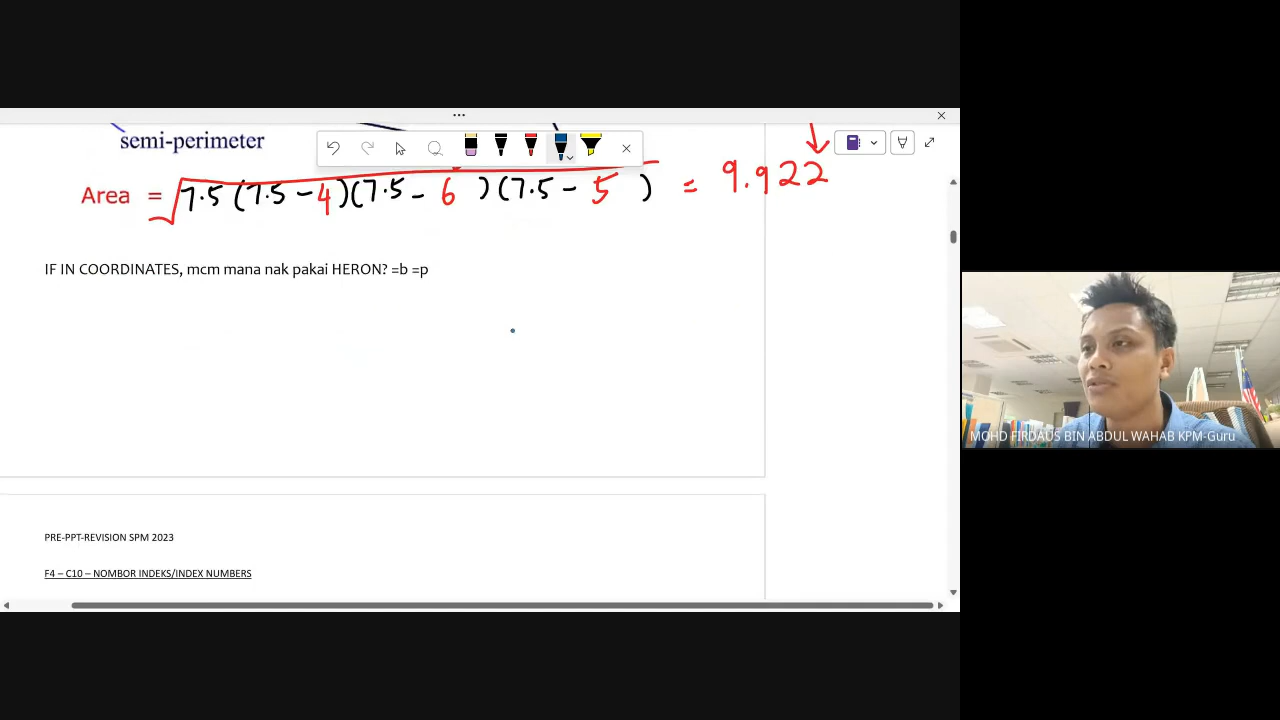 semi-perimeter
Area = √7.5 (7.5 - 4)(7.5 - 6)(7.5 - 5) = 9.922
IF IN COORDINATES, mcm mana nak pakai HERON? =b =p
MOHD FIRDAUS BIN ABDUL WAHAB KPM-Guru
PRE-PPT-REVISION SPM 2023
F4 – C10 – NOMBOR INDEKS/INDEX NUMBERS